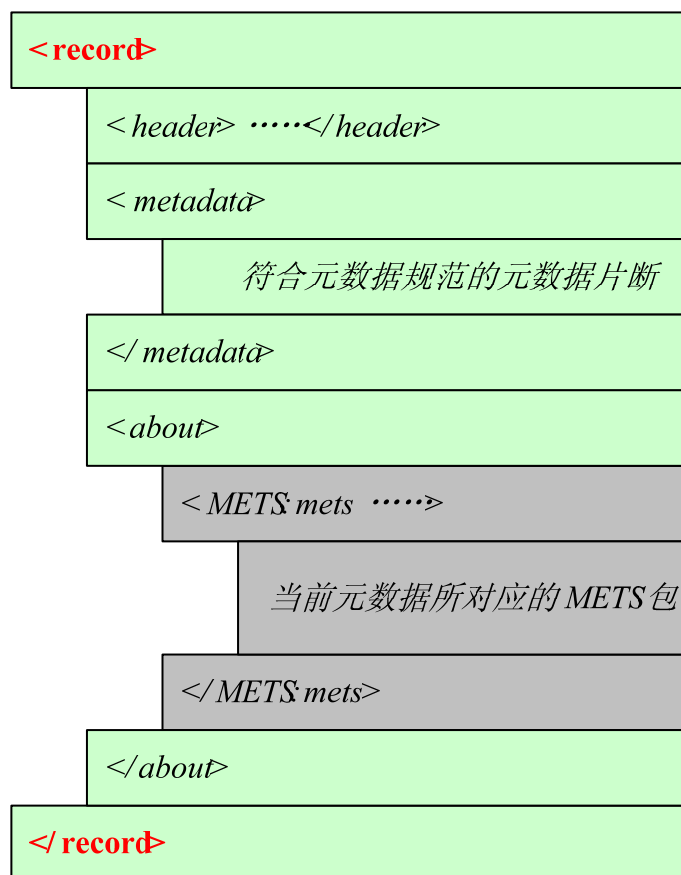 <record>
<header> ……</header>
<metadata>
符合元数据规范的元数据片断
</metadata>
<about>
<METS:mets ……>
当前元数据所对应的METS包
</METS:mets>
</about>
</record>